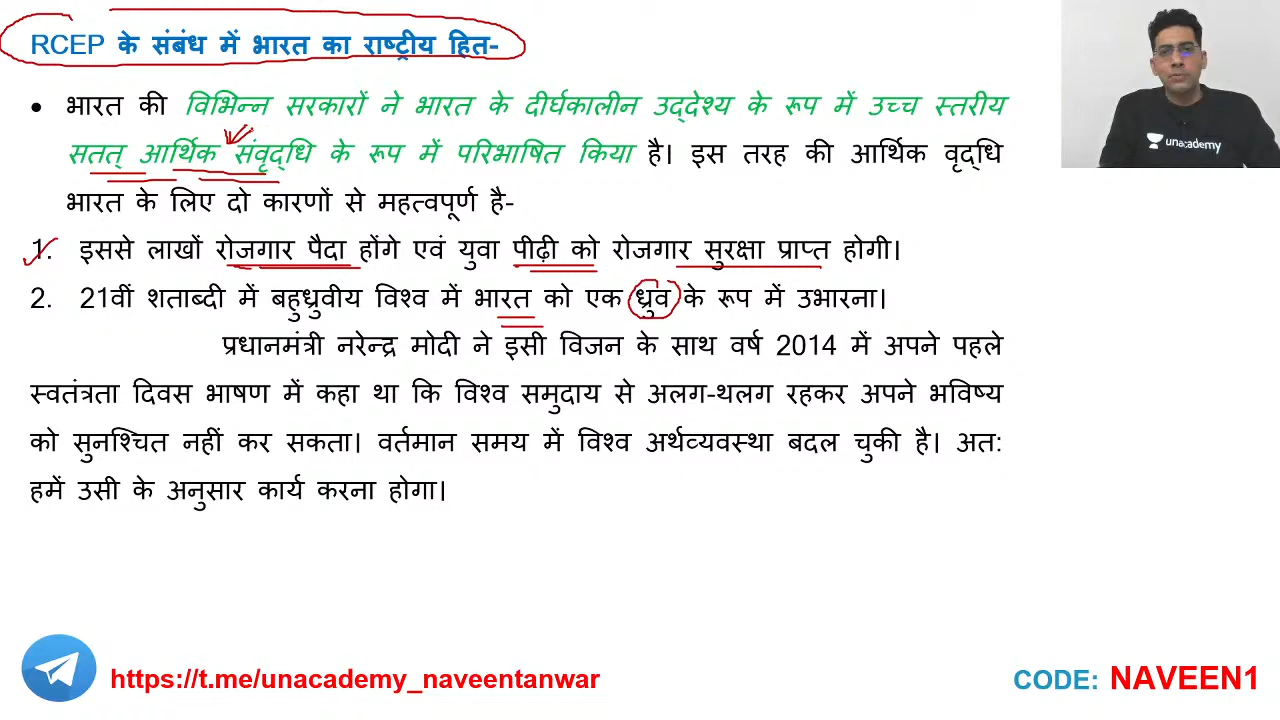 RCEP के संबंध में भारत का राष्ट्रीय हित-
• भारत की विभिन्न सरकारों ने भारत के दीर्घकालीन उद्देश्य के रूप में उच्च स्तरीय
सतत् आर्थिक संवृद्धि के रूप में परिभाषित किया है। इस तरह की आर्थिक वृद्धि
भारत के लिए दो कारणों से महत्वपूर्ण है-
1. इससे लाखों रोजगार पैदा होंगे एवं युवा पीढ़ी को रोजगार सुरक्षा प्राप्त होगी।
2. 21वीं शताब्दी में बहुध्रुवीय विश्व में भारत को एक ध्रुव के रूप में उभारना।
प्रधानमंत्री नरेन्द्र मोदी ने इसी विजन के साथ वर्ष 2014 में अपने पहले
स्वतंत्रता दिवस भाषण में कहा था कि विश्व समुदाय से अलग-थलग रहकर अपने भविष्य
को सुनश्चित नहीं कर सकता। वर्तमान समय में विश्व अर्थव्यवस्था बदल चुकी है। अत:
हमें उसी के अनुसार कार्य करना होगा।
unacademy
https://t.me/unacademy_naveentanwar
CODE: NAVEEN1